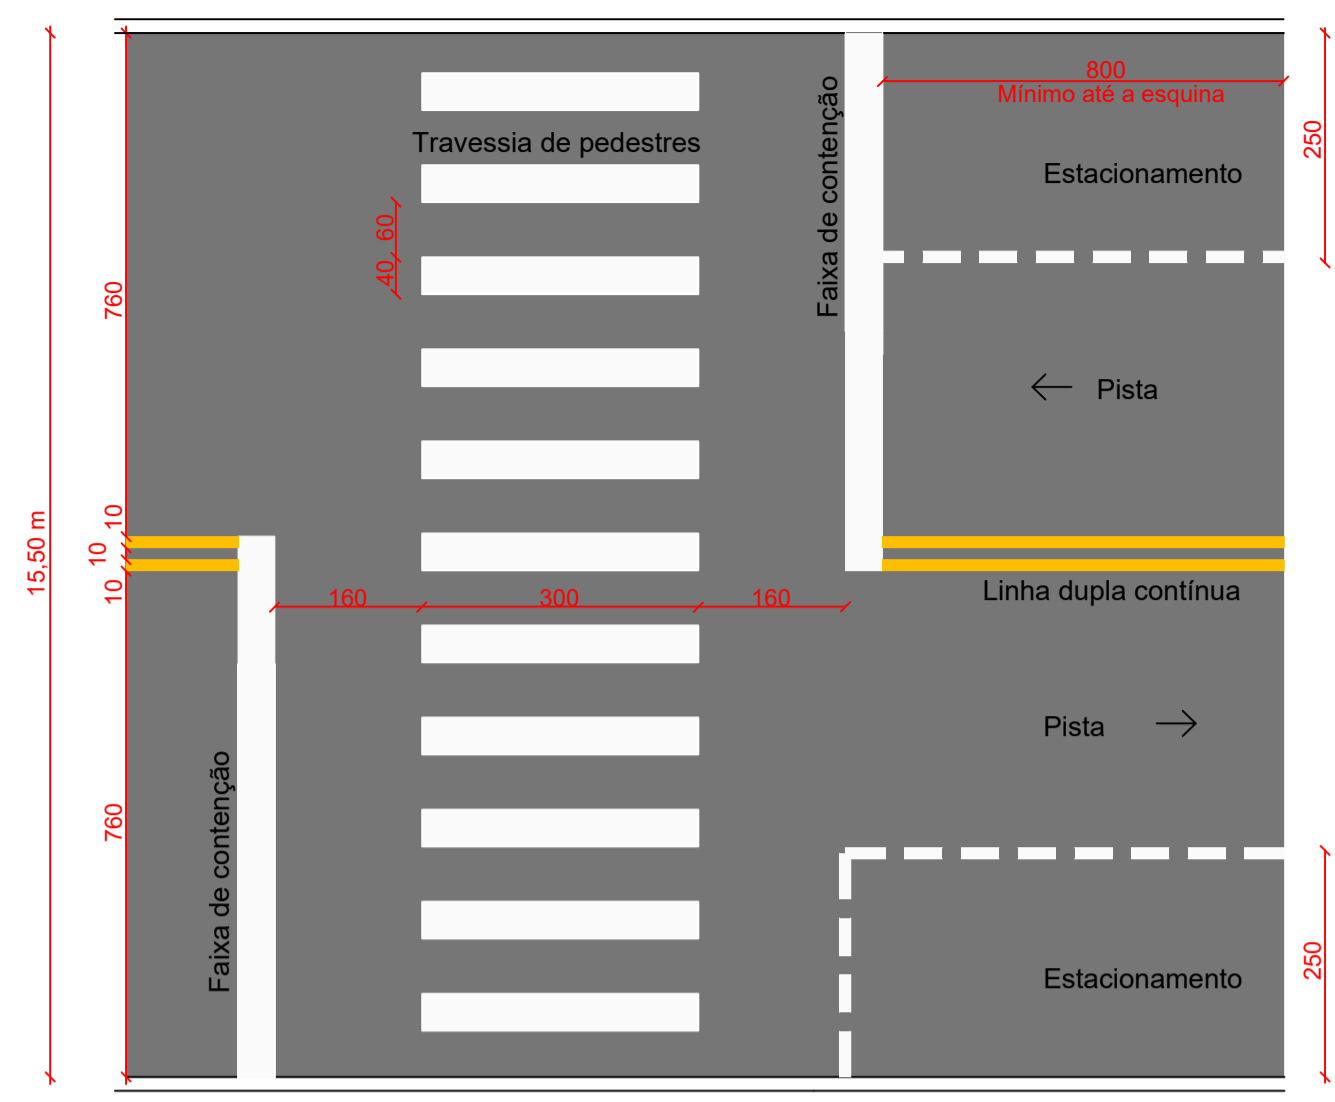 800
Mínimo até a esquina
250
Travessia de pedestres
Faixa de contenção
Estacionamento
60
40
760
Pista
10
10
10
15,50 m
160
300
160
Linha dupla contínua
Pista
760
Faixa de contenção
Estacionamento
250